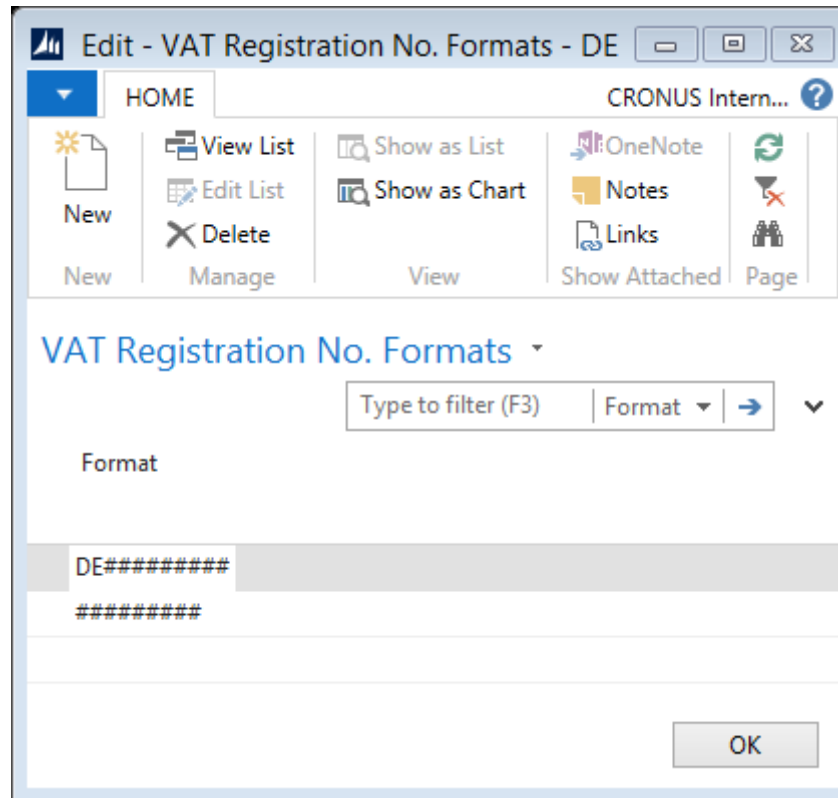 Edit - VAT Registration No. Formats - DE
HOME
CRONUS Intern...
New
View List
Edit List
Delete
Show as List
Show as Chart
OneNote
Notes
Links
New
Manage
View
Show Attached
Page
VAT Registration No. Formats
Type to filter (F3)
Format
Format
DE#########
#########
OK